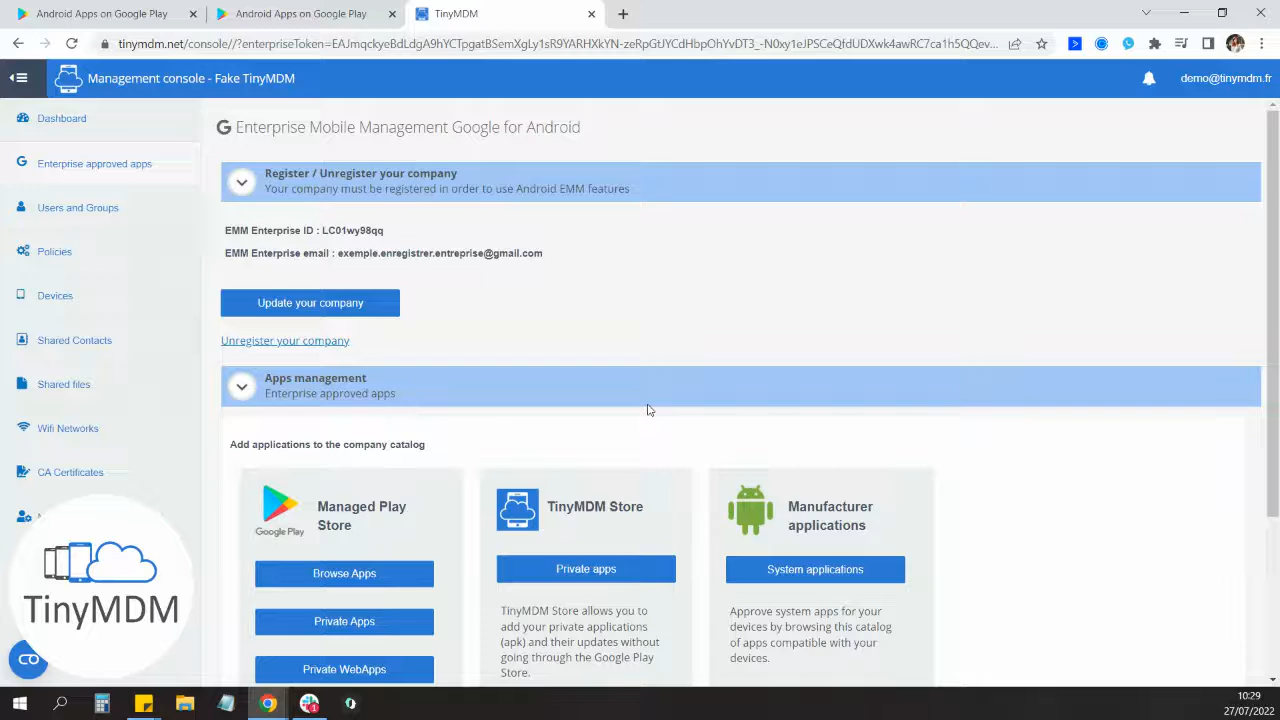 Android Apps on Google Play
Android Apps on Google Play
TinyMDM
tinymdm.net/console//?enterpriseToken=EAJmqckyeBdLdgA9hYCTpgatBSemXgLyIsR9YARHXkYN-zeRpGtJYCdHbpOhYvDT3_-N0xy1eJPSCeQfdUDXwk4awRC7ca1h5QQev...
Management console - Fake TinyMDM
demo@tinymdm.fr
Dashboard
Enterprise approved apps
Users and Groups
Policies
Devices
Shared Contacts
Shared files
Wifi Networks
CA Certificates
TinyMDM
Enterprise Mobile Management Google for Android
Register / Unregister your company
Your company must be registered in order to use Android EMM features
EMM Enterprise ID : LC01wy98qq
EMM Enterprise email : exemple.enregistrer.entreprise@gmail.com
Update your company
Unregister your company
Apps management
Enterprise approved apps
Add applications to the company catalog
Google Play
Managed Play
Store
Browse Apps
Private Apps
Private WebApps
TinyMDM Store
Private apps
TinyMDM Store allows you to
add your private applications
(apk) and their updates without
going through the Google Play
Store.
Manufacturer
applications
System applications
Approve system apps for your
devices by browsing this catalog
of apps compatible with your
devices.
10:29
27/07/2022